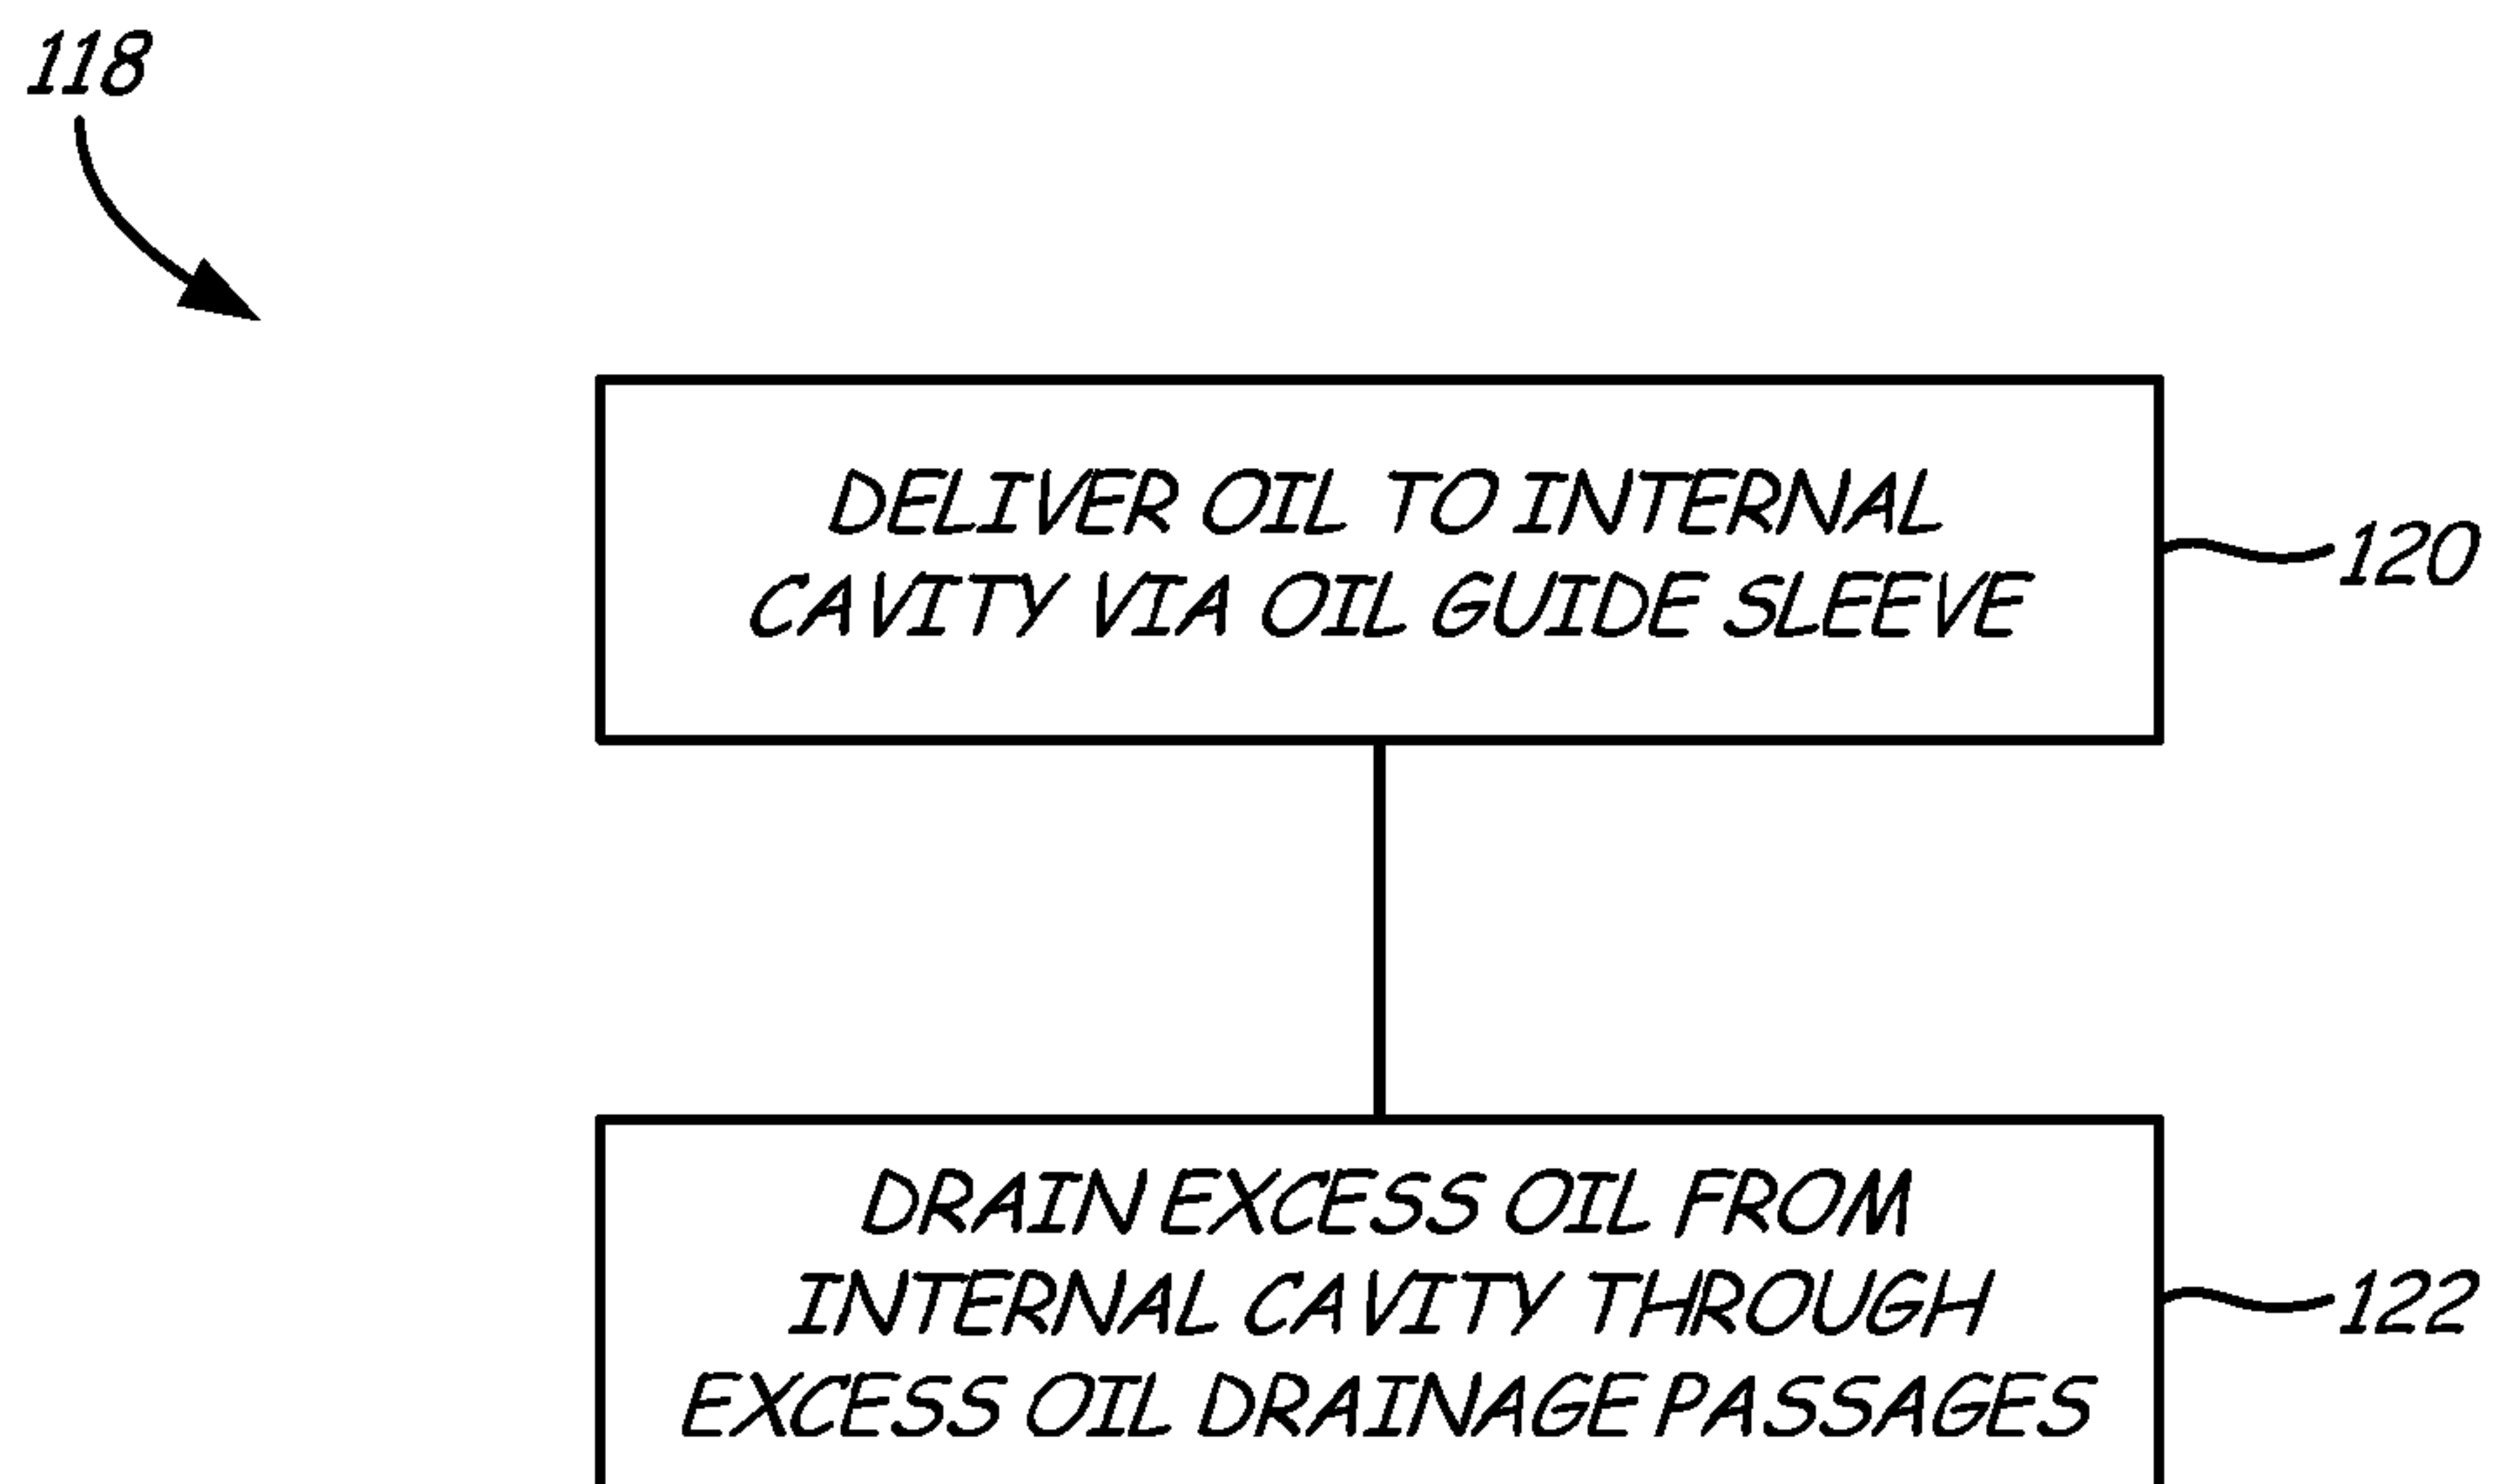 118
DELIVER OIL TO INTERNAL
CAVITY VIA OIL GUIDE SLEEVE
120
DRAIN EXCESS OIL FROM
INTERNAL CAVITY THROUGH
EXCESS OIL DRAINAGE PASSAGES
122